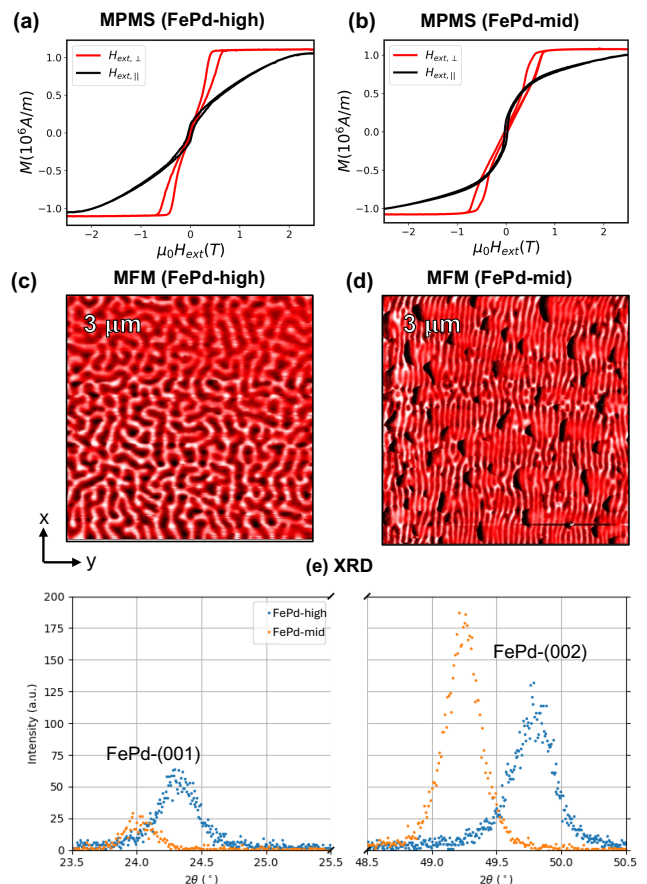 (a) MPMS (FePd-high)
H_ext,⊥
H_ext,||
M(10^6A/m)
1.0
0.5
0.0
−0.5
−1.0
−2 −1 0 1 2
μ_0H_ext(T)
(b) MPMS (FePd-mid)
H_ext,⊥
H_ext,||
M(10^6A/m)
1.0
0.5
0.0
−0.5
−1.0
−2 −1 0 1 2
μ_0H_ext(T)
(c) MFM (FePd-high)
3 μm
(d) MFM (FePd-mid)
3 μm
x
y
(e) XRD
Intensity (a.u.)
200
175
150
125
100
75
50
25
0
FePd-high
FePd-mid
FePd-(001)
FePd-(002)
23.5 24.0 24.5 25.0 25.5
2θ (°)
48.5 49.0 49.5 50.0 50.5
2θ (°)